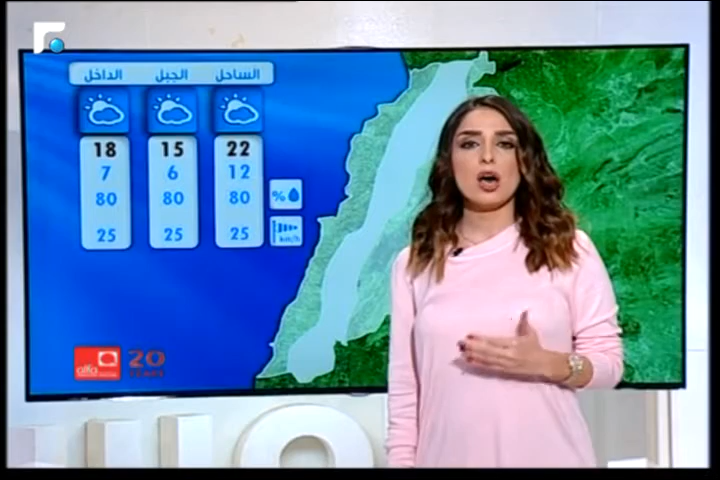 الساحل الجبل الداخل
22 15 18
12 6 7
80 80 80 %
25 25 25 km/h
alfa
20